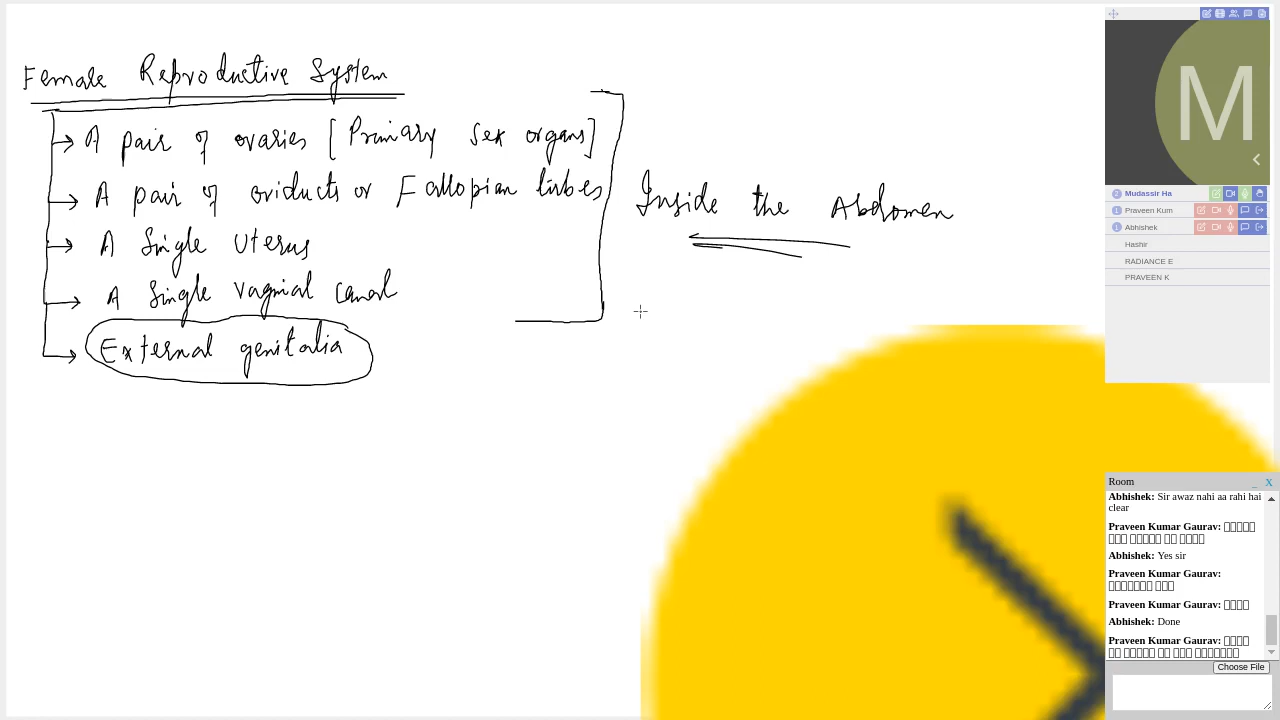 Female Reproductive System
A pair of ovaries [Primary sex organs]
A pair of oviducts or Fallopian tubes
Inside the Abdomen
A Single Uterus
A Single vaginal canal
External genitalia
M
2 Mudassir Ha
1 Praveen Kum
1 Abhishek
Hashir
RADIANCE E
PRAVEEN K
Room _ X
Abhishek: Sir awaz nahi aa rahi hai
clear
Praveen Kumar Gaurav:
Abhishek: Yes sir
Praveen Kumar Gaurav:
Praveen Kumar Gaurav:
Abhishek: Done
Praveen Kumar Gaurav:
Choose File